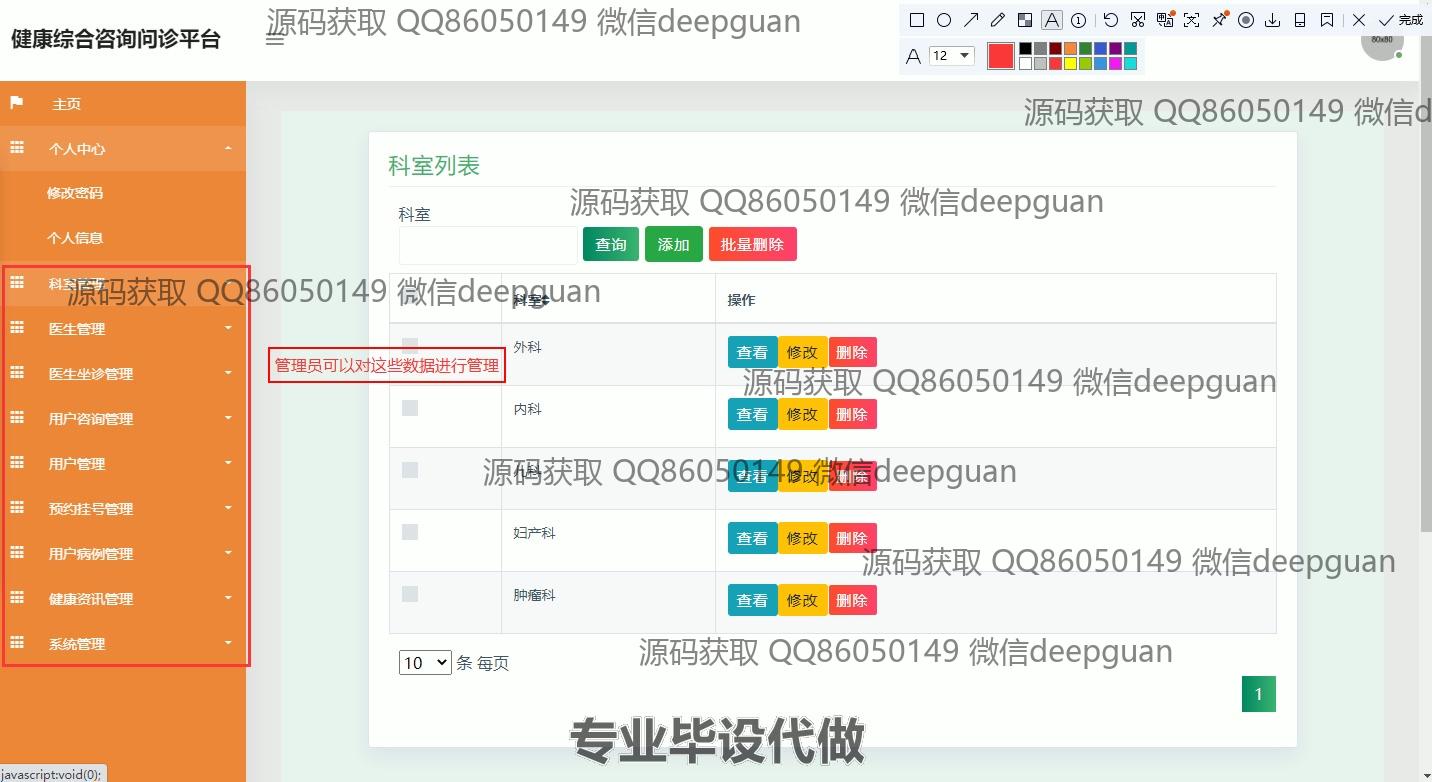 源码获取 QQ86050149 微信deepguan
健康综合咨询问诊平台
完成
A 12
80x80
源码获取 QQ86050149 微信d
主页
个人中心
修改密码
个人信息
科室管理
医生管理
医生坐诊管理
用户咨询管理
用户管理
预约挂号管理
用户病例管理
健康资讯管理
系统管理
科室列表
源码获取 QQ86050149 微信deepguan
科室
查询 添加 批量删除
源码获取 QQ86050149 微信deepguan
科室 操作
外科 查看 修改 删除
管理员可以对这些数据进行管理
源码获取 QQ86050149 微信deepguan
内科 查看 修改 删除
源码获取 QQ86050149 微信deepguan
查看 修改 删除
妇产科 查看 修改 删除
源码获取 QQ86050149 微信deepguan
肿瘤科 查看 修改 删除
源码获取 QQ86050149 微信deepguan
10 条 每页
1
专业毕设代做
javascript:void(0);